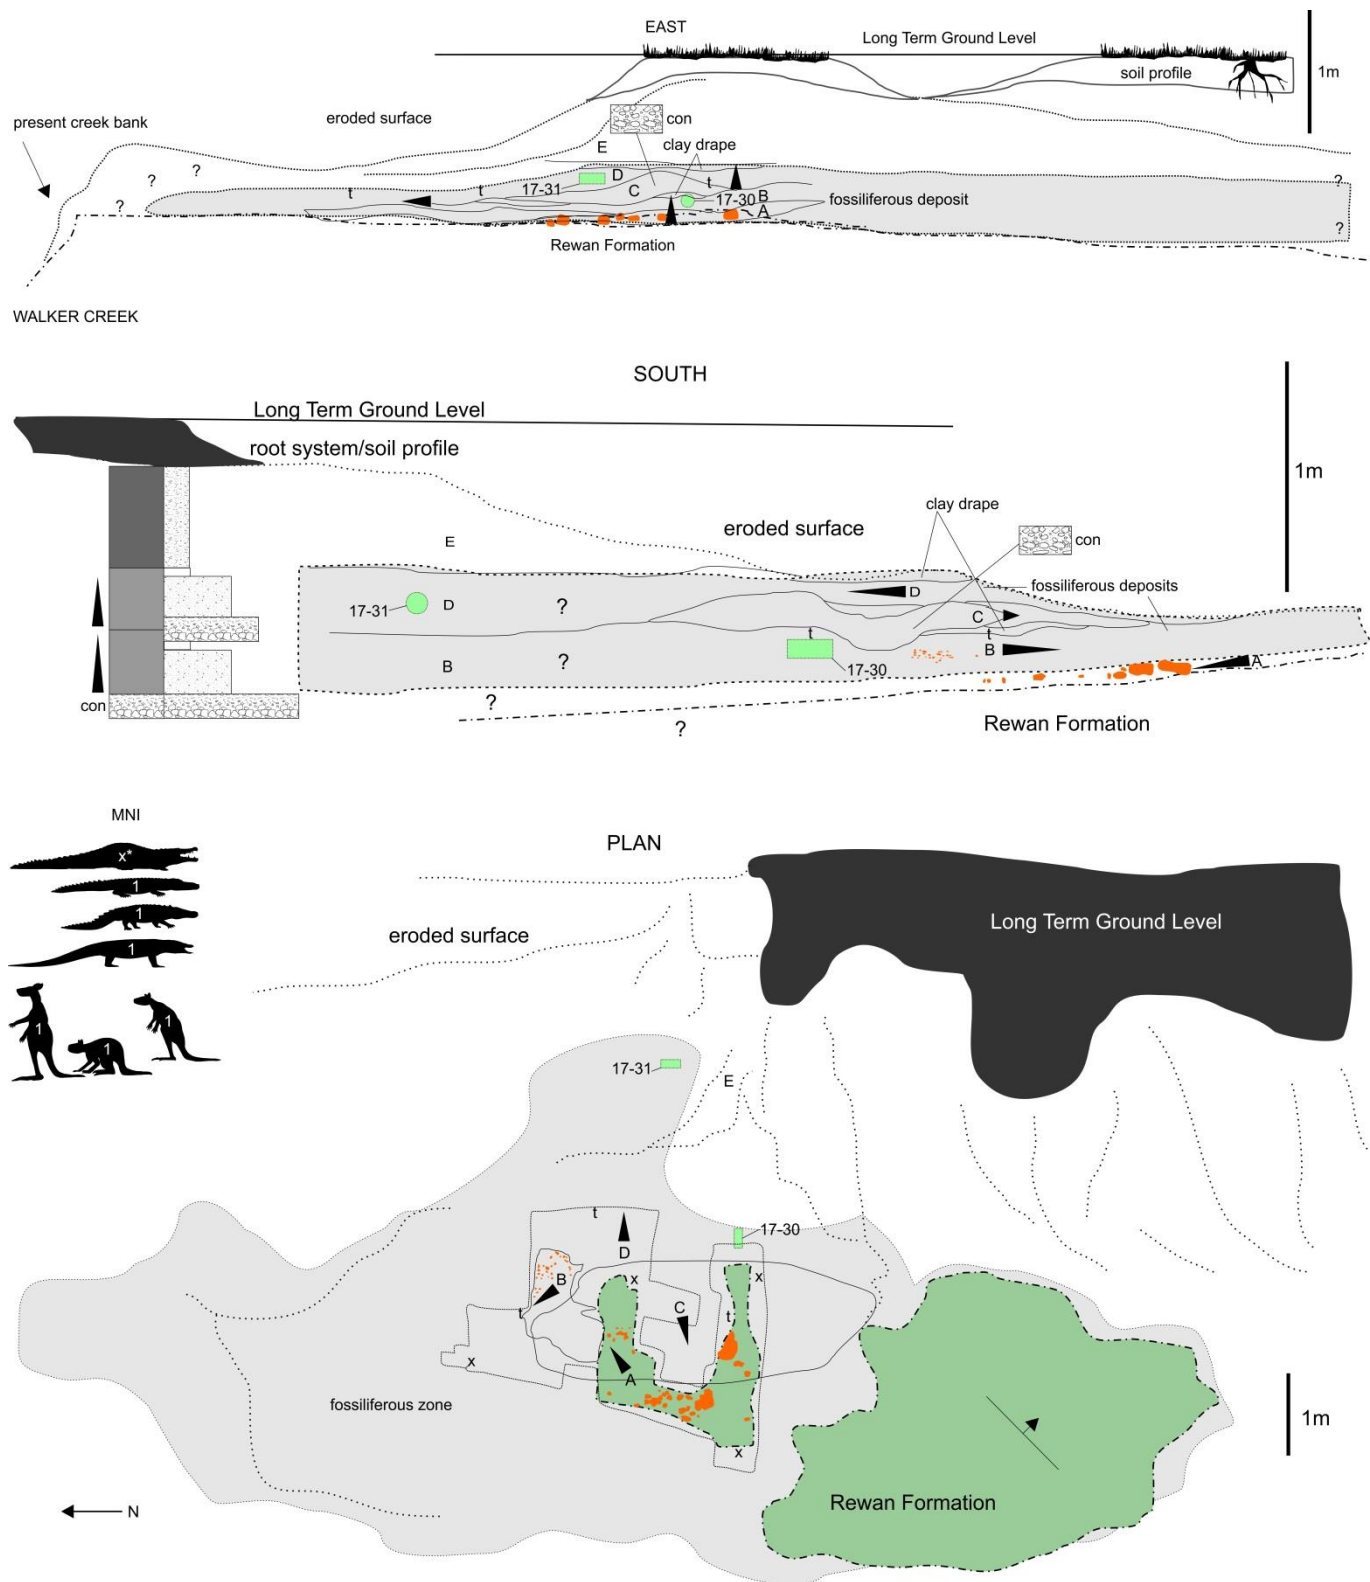 EAST
Long Term Ground Level
soil profile
1m
present creek bank
eroded surface
con
clay drape
E
?
?
?
t
t
17-31
D
C
t
17-30
B
A
fossiliferous deposit
?
?
Rewan Formation
WALKER CREEK
SOUTH
Long Term Ground Level
root system/soil profile
1m
clay drape
con
eroded surface
E
fossiliferous deposits
17-31
D
?
D
C
t
t
B
B
?
17-30
A
con
?
?
Rewan Formation
MNI
PLAN
x*
1
1
1
1
1
1
Long Term Ground Level
eroded surface
17-31
E
t
17-30
D
B
x
x
C
t
t
x
A
fossiliferous zone
1m
x
Rewan Formation
N